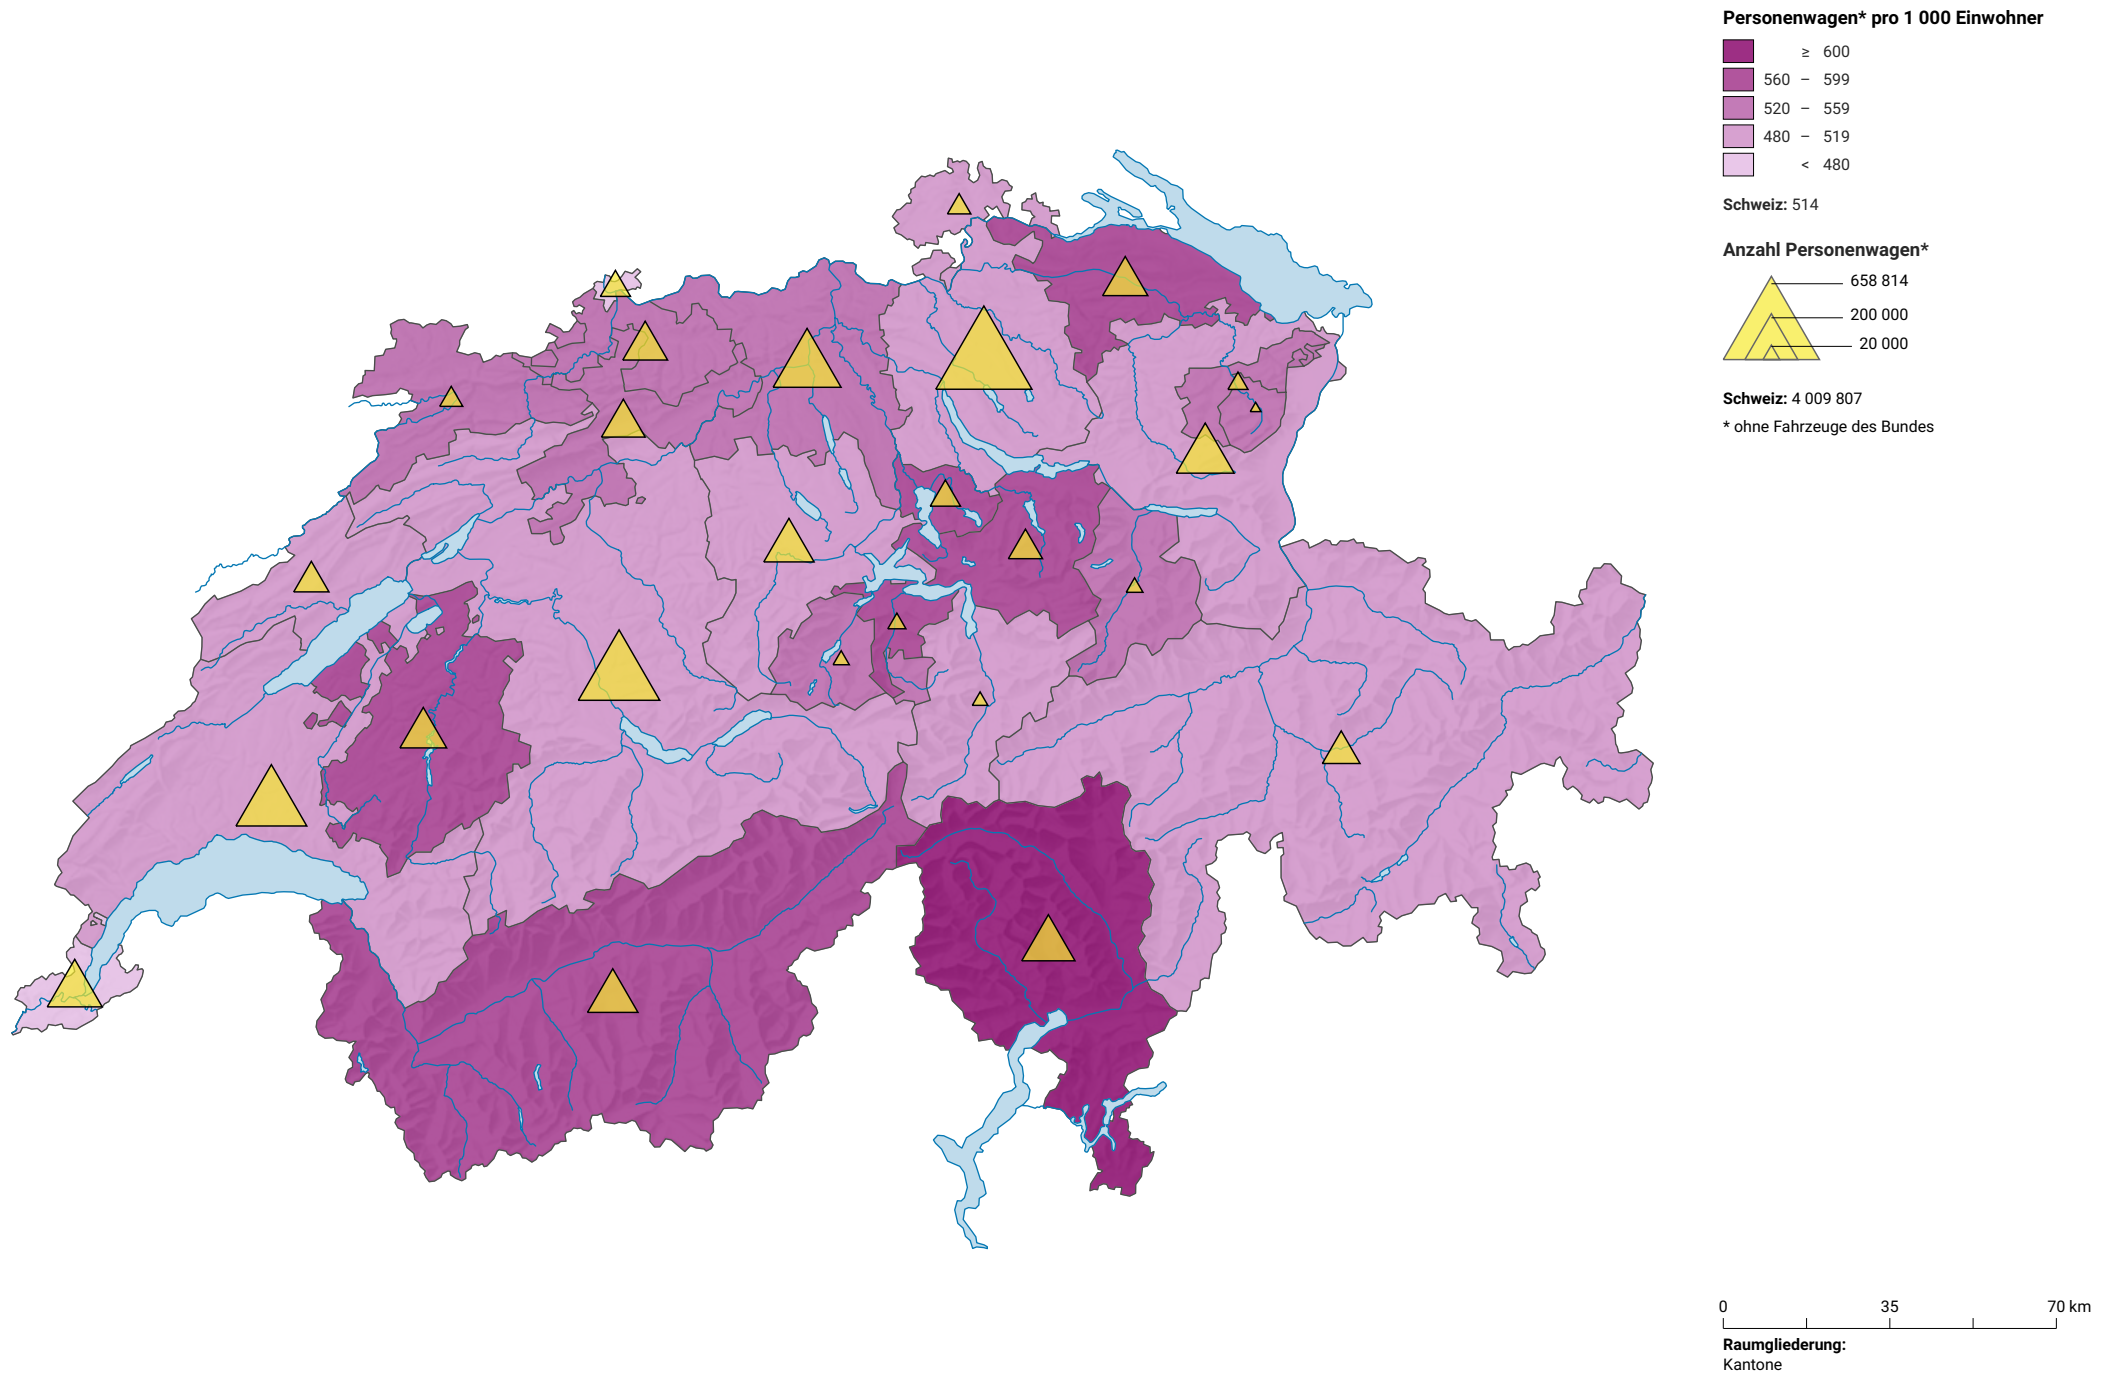 Personenwagen* pro 1 000 Einwohner
≥ 600
560 – 599
520 – 559
480 – 519
< 480
Schweiz: 514
Anzahl Personenwagen*
658 814
200 000
20 000
Schweiz: 4 009 807
* ohne Fahrzeuge des Bundes
0 35 70 km
Raumgliederung:
Kantone